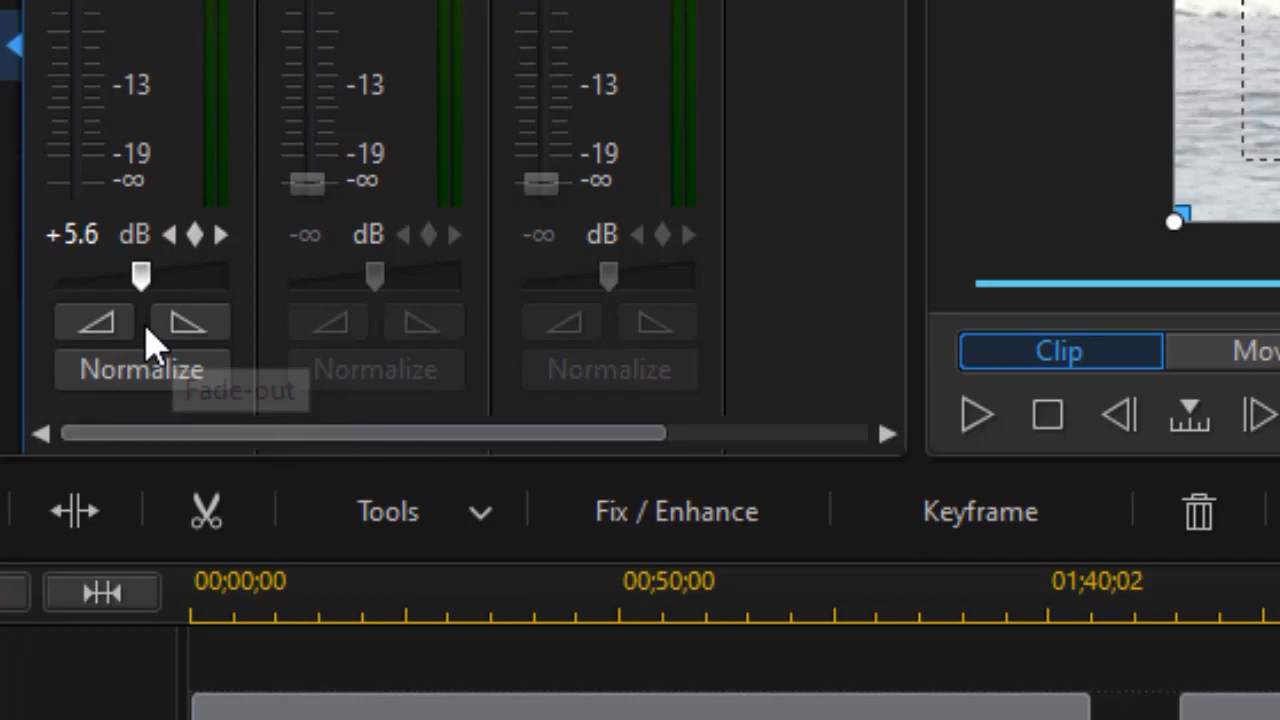 -13 -13 -13
-19 -19 -19
-∞ -∞ -∞
+5.6 dB -∞ dB -∞ dB
Normalize Normalize Normalize
Fade-out
Clip Mov
Tools Fix / Enhance Keyframe
00;00;00 00;50;00 01;40;02